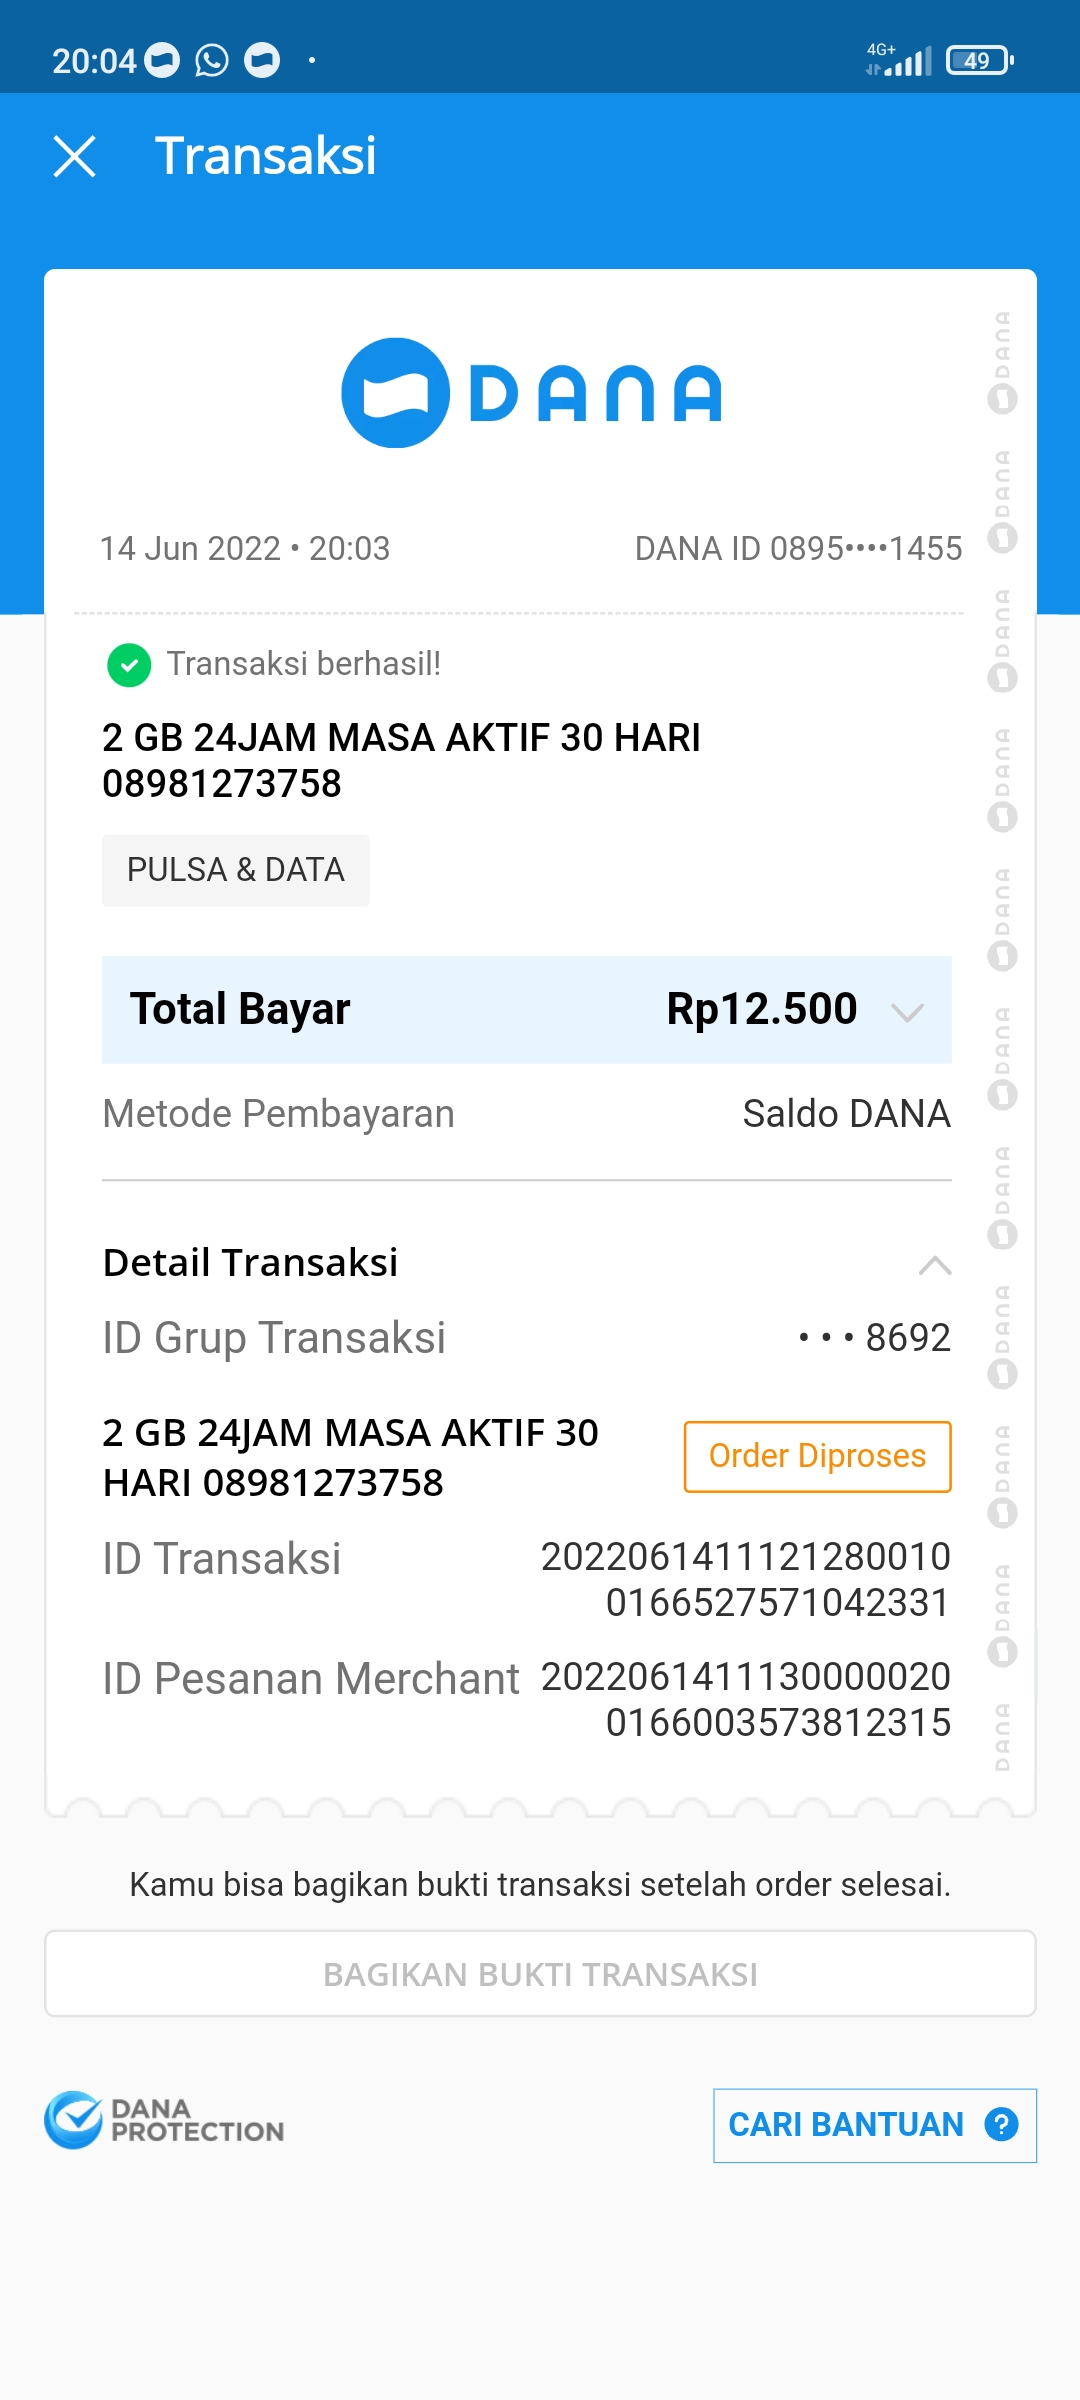 20:04
4G+
49
Transaksi
DANA
14 Jun 2022 • 20:03
DANA ID 0895••••1455
Transaksi berhasil!
2 GB 24JAM MASA AKTIF 30 HARI
08981273758
PULSA & DATA
Total Bayar
Rp12.500
Metode Pembayaran
Saldo DANA
Detail Transaksi
ID Grup Transaksi
• • • 8692
2 GB 24JAM MASA AKTIF 30
HARI 08981273758
Order Diproses
ID Transaksi
2022061411121280010
0166527571042331
ID Pesanan Merchant
2022061411130000020
0166003573812315
DANA
DANA
DANA
DANA
DANA
DANA
DANA
DANA
DANA
DANA
DANA
Kamu bisa bagikan bukti transaksi setelah order selesai.
BAGIKAN BUKTI TRANSAKSI
DANA
PROTECTION
CARI BANTUAN ?